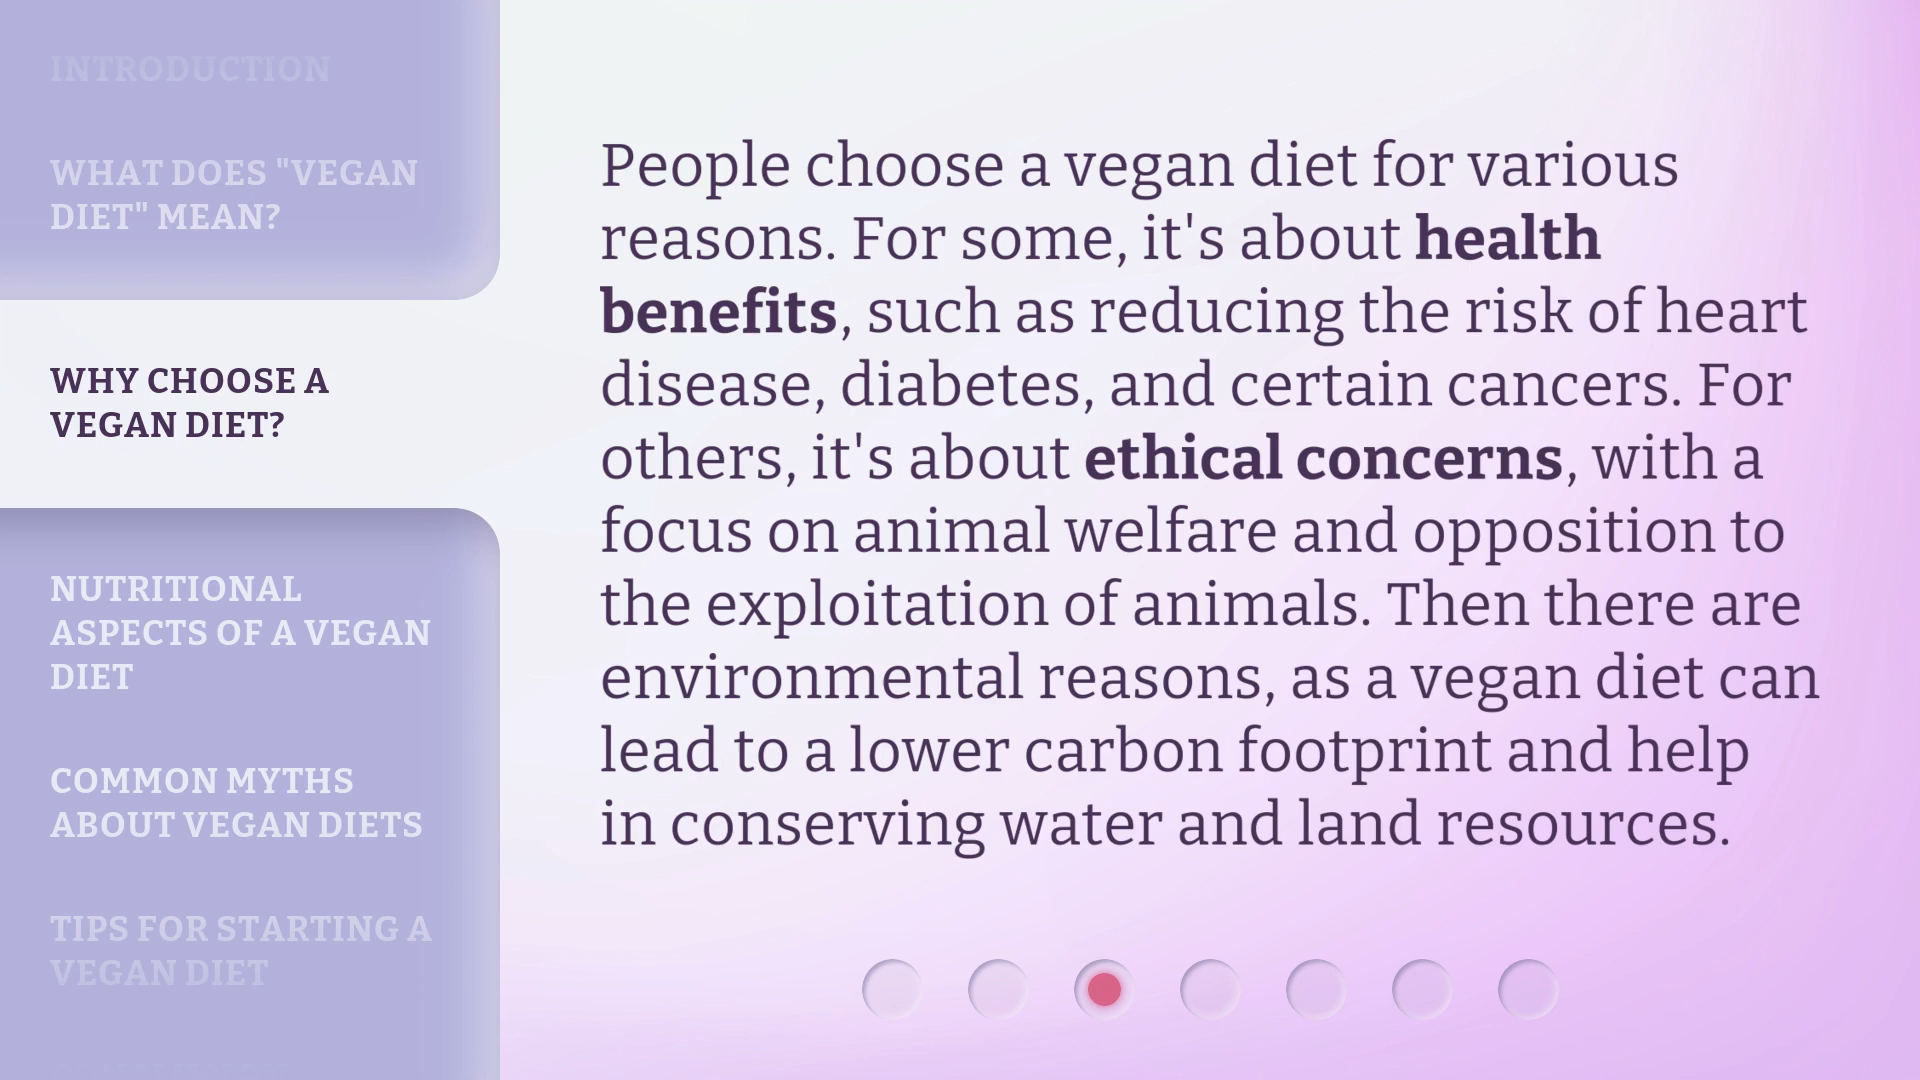 INTRODUCTION
WHAT DOES "VEGAN
DIET" MEAN?
WHY CHOOSE A
VEGAN DIET?
NUTRITIONAL
ASPECTS OF A VEGAN
DIET
COMMON MYTHS
ABOUT VEGAN DIETS
TIPS FOR STARTING A
VEGAN DIET
People choose a vegan diet for various
reasons. For some, it's about health
benefits, such as reducing the risk of heart
disease, diabetes, and certain cancers. For
others, it's about ethical concerns, with a
focus on animal welfare and opposition to
the exploitation of animals. Then there are
environmental reasons, as a vegan diet can
lead to a lower carbon footprint and help
in conserving water and land resources.